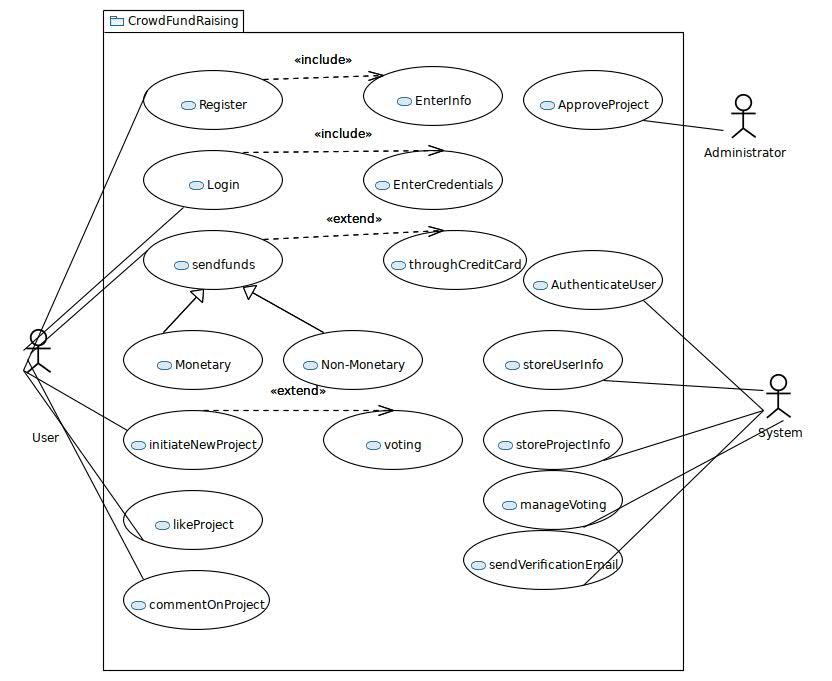 CrowdFundRaising
«include»
Register
EnterInfo
ApproveProject
Administrator
«include»
Login
EnterCredentials
«extend»
sendfunds
throughCreditCard
AuthenticateUser
Monetary
Non-Monetary
storeUserInfo
«extend»
User
initiateNewProject
voting
storeProjectInfo
System
manageVoting
likeProject
sendVerificationEmail
commentOnProject